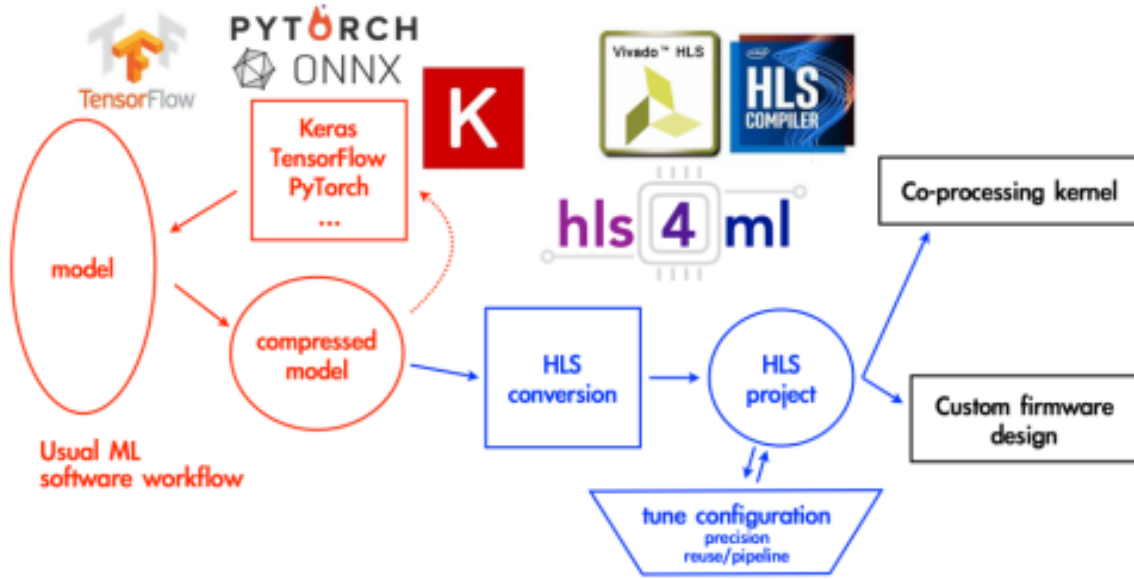 TensorFlow
PYTORCH
ONNX
K
Keras
TensorFlow
PyTorch
...
Vivado™ HLS
intel
HLS
COMPILER
hls 4 ml
model
compressed
model
HLS
conversion
HLS
project
Co-processing kernel
Custom firmware
design
Usual ML
software workflow
tune configuration
precision
reuse/pipeline